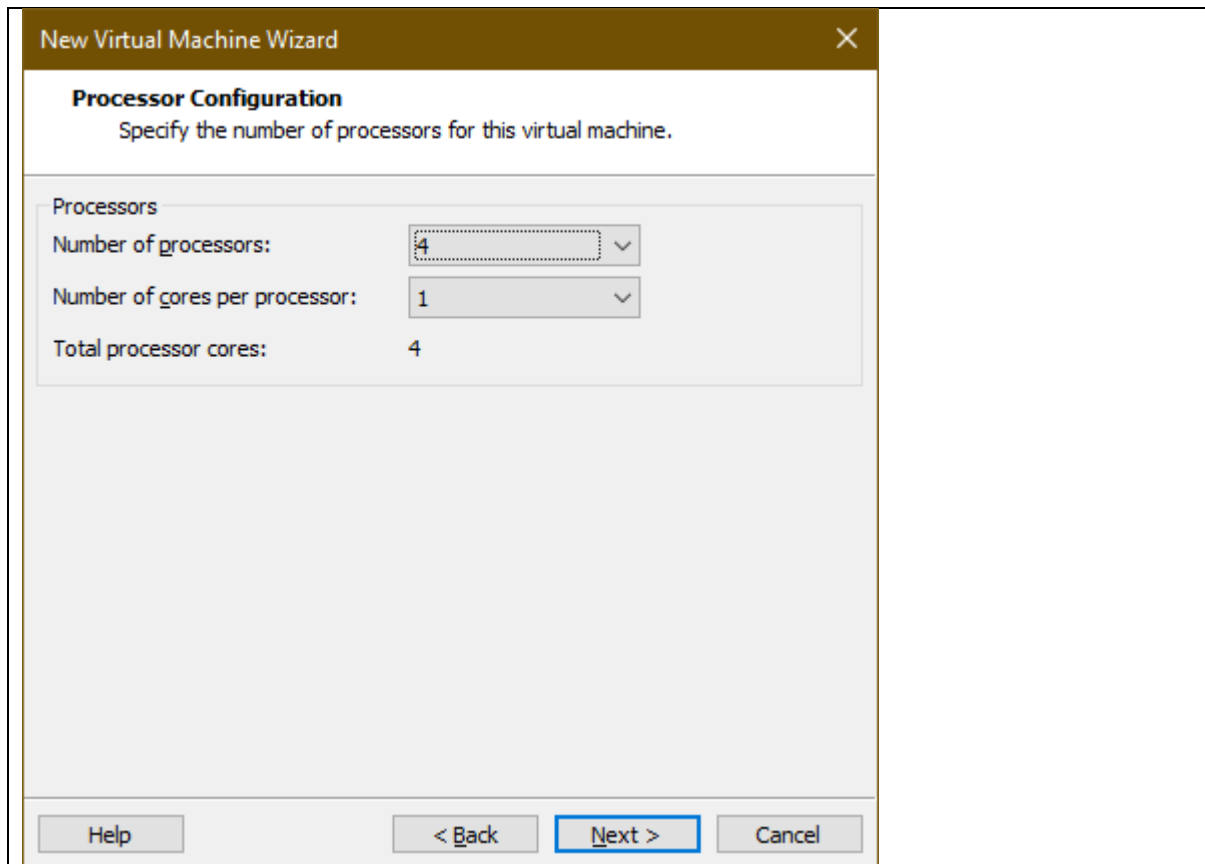 New Virtual Machine Wizard
Processor Configuration
Specify the number of processors for this virtual machine.
Processors
Number of processors: 4
Number of cores per processor: 1
Total processor cores: 4
Help < Back Next > Cancel